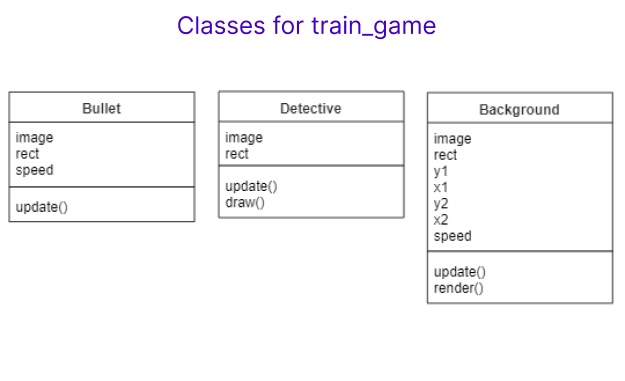 Classes for train_game
Bullet
image
rect
speed
update()
Detective
image
rect
update()
draw()
Background
image
rect
y1
x1
y2
x2
speed
update()
render()